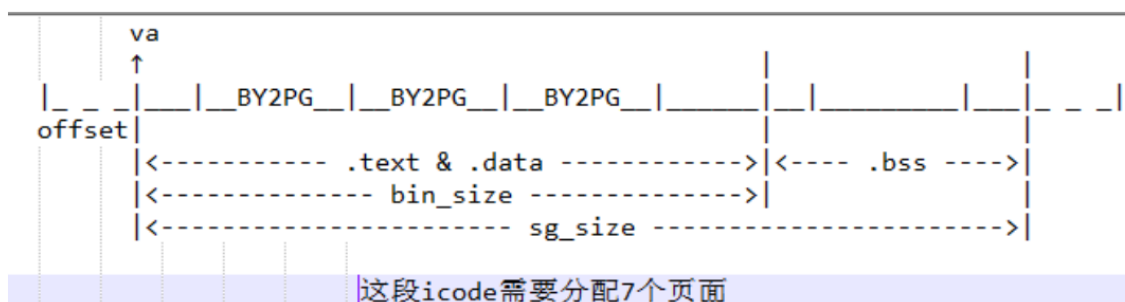 va
↑
|_ _ _|___|__BY2PG__|__BY2PG__|__BY2PG__|______|__|_________|___|_ _ _|
offset|
|<----------- .text & .data ------------>|<---- .bss ---->|
|<-------------- bin_size -------------->|
|<----------------------- sg_size ------------------------>|
这段icode需要分配7个页面